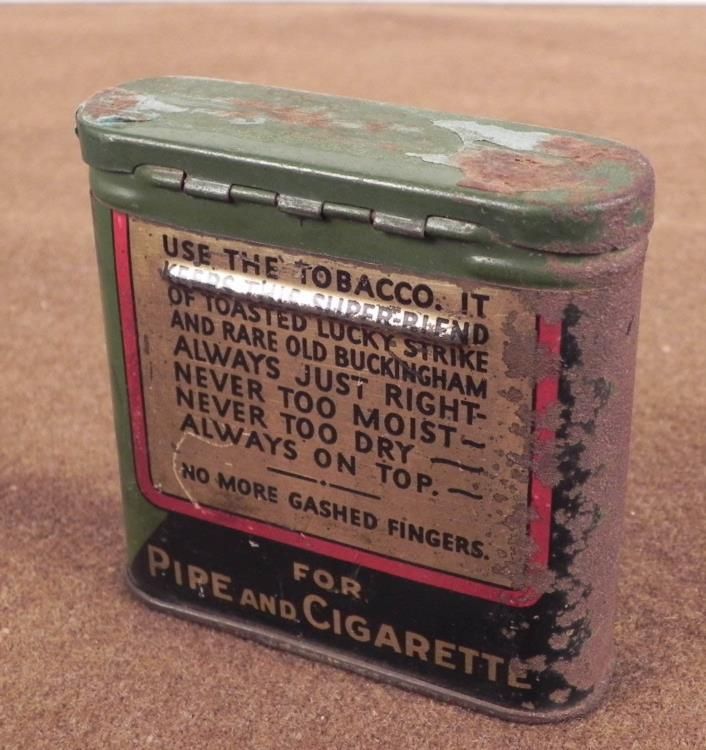 USE THE TOBACCO. IT
KEEPS THIS SUPER-BLEND
OF TOASTED LUCKY STRIKE
AND RARE OLD BUCKINGHAM
ALWAYS JUST RIGHT-
NEVER TOO MOIST~
NEVER TOO DRY —
ALWAYS ON TOP. ~
NO MORE GASHED FINGERS.
FOR
PIPE AND CIGARETTE